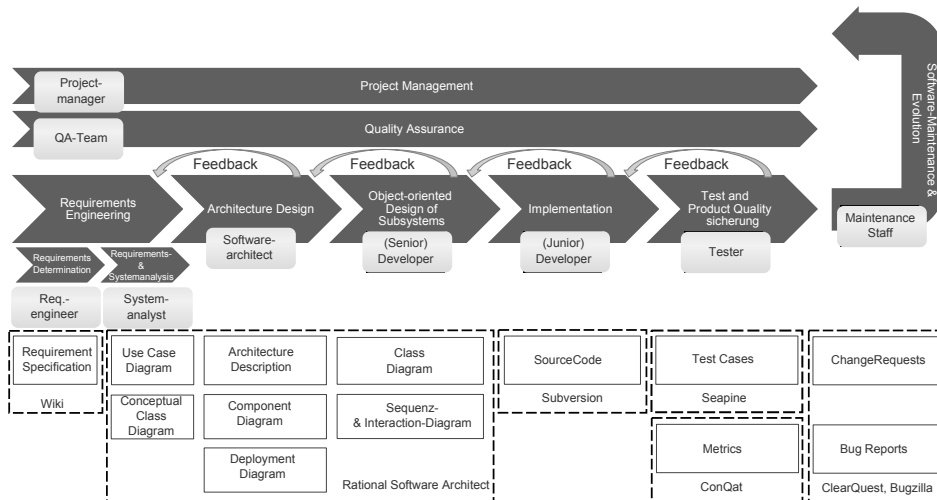 Project-
manager
Project Management
QA-Team
Quality Assurance
Software-Maintenance &
Evolution
Feedback
Feedback
Feedback
Feedback
Requirements
Engineering
Architecture Design
Object-oriented
Design of
Subsystems
Implementation
Test and
Product Quality
sicherung
Software-
architect
(Senior)
Developer
(Junior)
Developer
Tester
Maintenance
Staff
Requirements
Determination
Requirements-
&
Systemanalysis
Req.-
engineer
System-
analyst
Requirement
Specification
Wiki
Use Case
Diagram
Conceptual
Class
Diagram
Architecture
Description
Component
Diagram
Deployment
Diagram
Class
Diagram
Sequenz-
& Interaction-Diagram
Rational Software Architect
SourceCode
Subversion
Test Cases
Seapine
Metrics
ConQat
ChangeRequests
Bug Reports
ClearQuest, Bugzilla